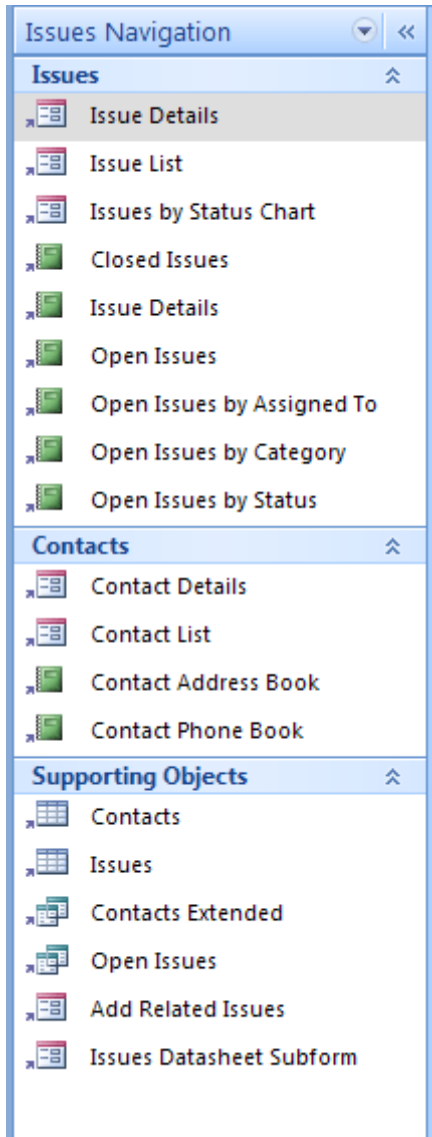 Issues Navigation
Issues
Issue Details
Issue List
Issues by Status Chart
Closed Issues
Issue Details
Open Issues
Open Issues by Assigned To
Open Issues by Category
Open Issues by Status
Contacts
Contact Details
Contact List
Contact Address Book
Contact Phone Book
Supporting Objects
Contacts
Issues
Contacts Extended
Open Issues
Add Related Issues
Issues Datasheet Subform